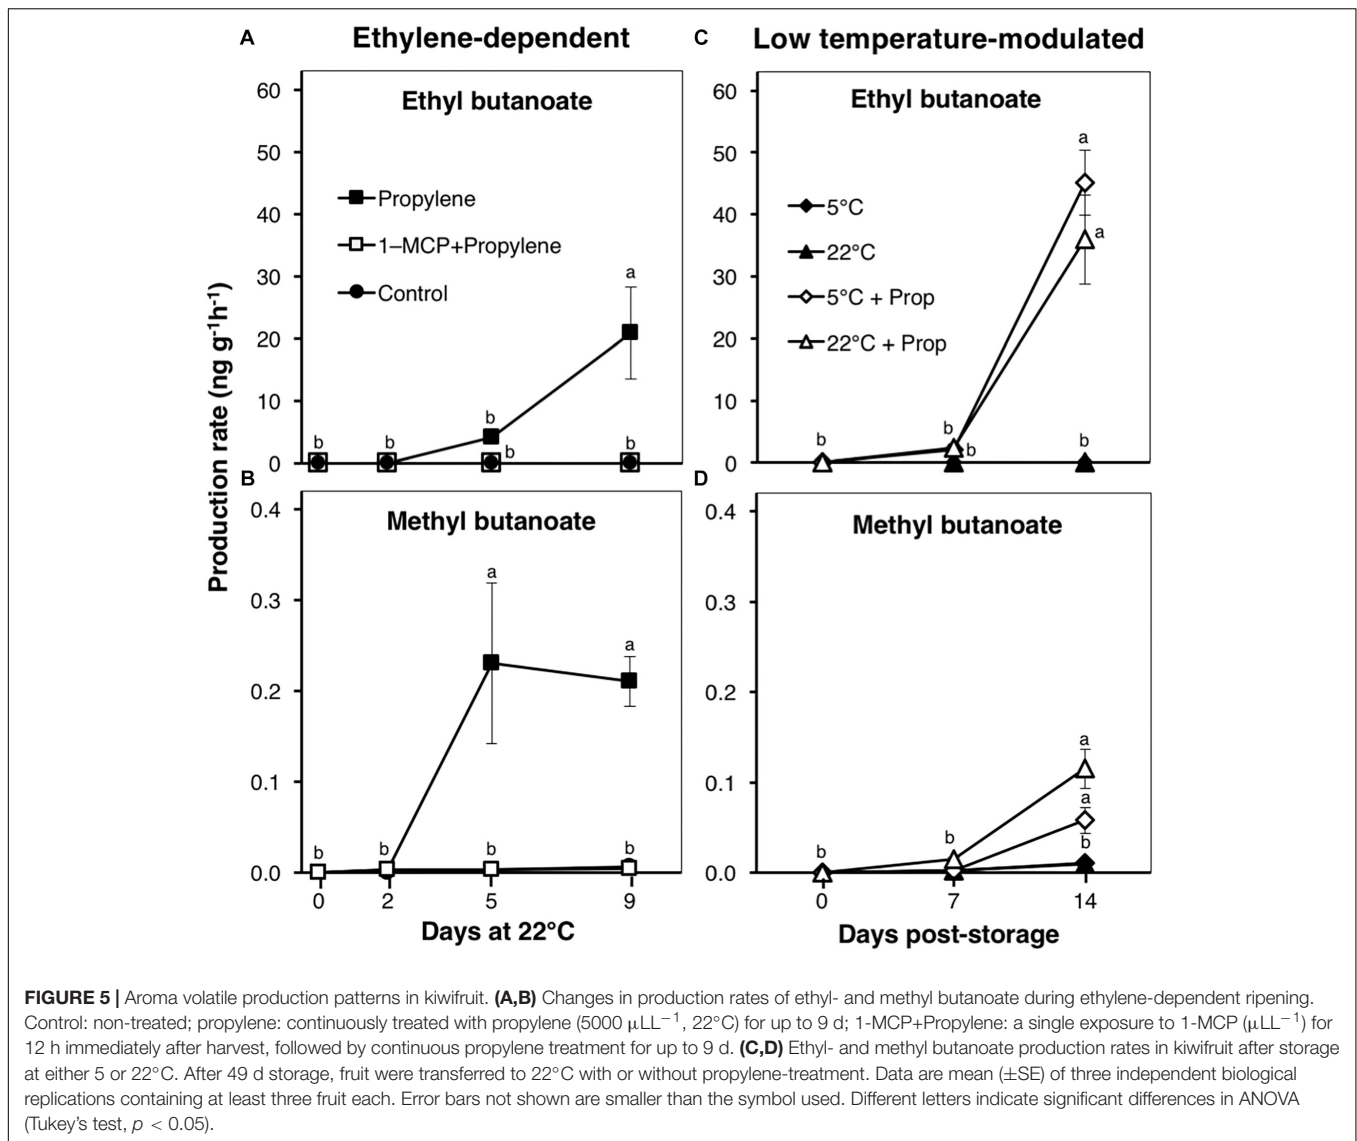 A Ethylene-dependent
Ethyl butanoate
60
50
40
30
20
10
0
Propylene
1–MCP+Propylene
Control
b
b
b
b
a
b
Production rate (ng g-1h-1)
B
Methyl butanoate
0.4
0.3
0.2
0.1
0.0
b
b
a
b
a
b
0 2 5 9
Days at 22°C
C Low temperature-modulated
Ethyl butanoate
60
50
40
30
20
10
0
5°C
22°C
5°C + Prop
22°C + Prop
b
b
b
a
a
b
D
Methyl butanoate
0.4
0.3
0.2
0.1
0.0
b
b
a
a
b
0 7 14
Days post-storage
FIGURE 5 | Aroma volatile production patterns in kiwifruit. (A,B) Changes in production rates of ethyl- and methyl butanoate during ethylene-dependent ripening.
Control: non-treated; propylene: continuously treated with propylene (5000 μLL−1, 22°C) for up to 9 d; 1-MCP+Propylene: a single exposure to 1-MCP (μLL−1) for
12 h immediately after harvest, followed by continuous propylene treatment for up to 9 d. (C,D) Ethyl- and methyl butanoate production rates in kiwifruit after storage
at either 5 or 22°C. After 49 d storage, fruit were transferred to 22°C with or without propylene-treatment. Data are mean (±SE) of three independent biological
replications containing at least three fruit each. Error bars not shown are smaller than the symbol used. Different letters indicate significant differences in ANOVA
(Tukey's test, p < 0.05).